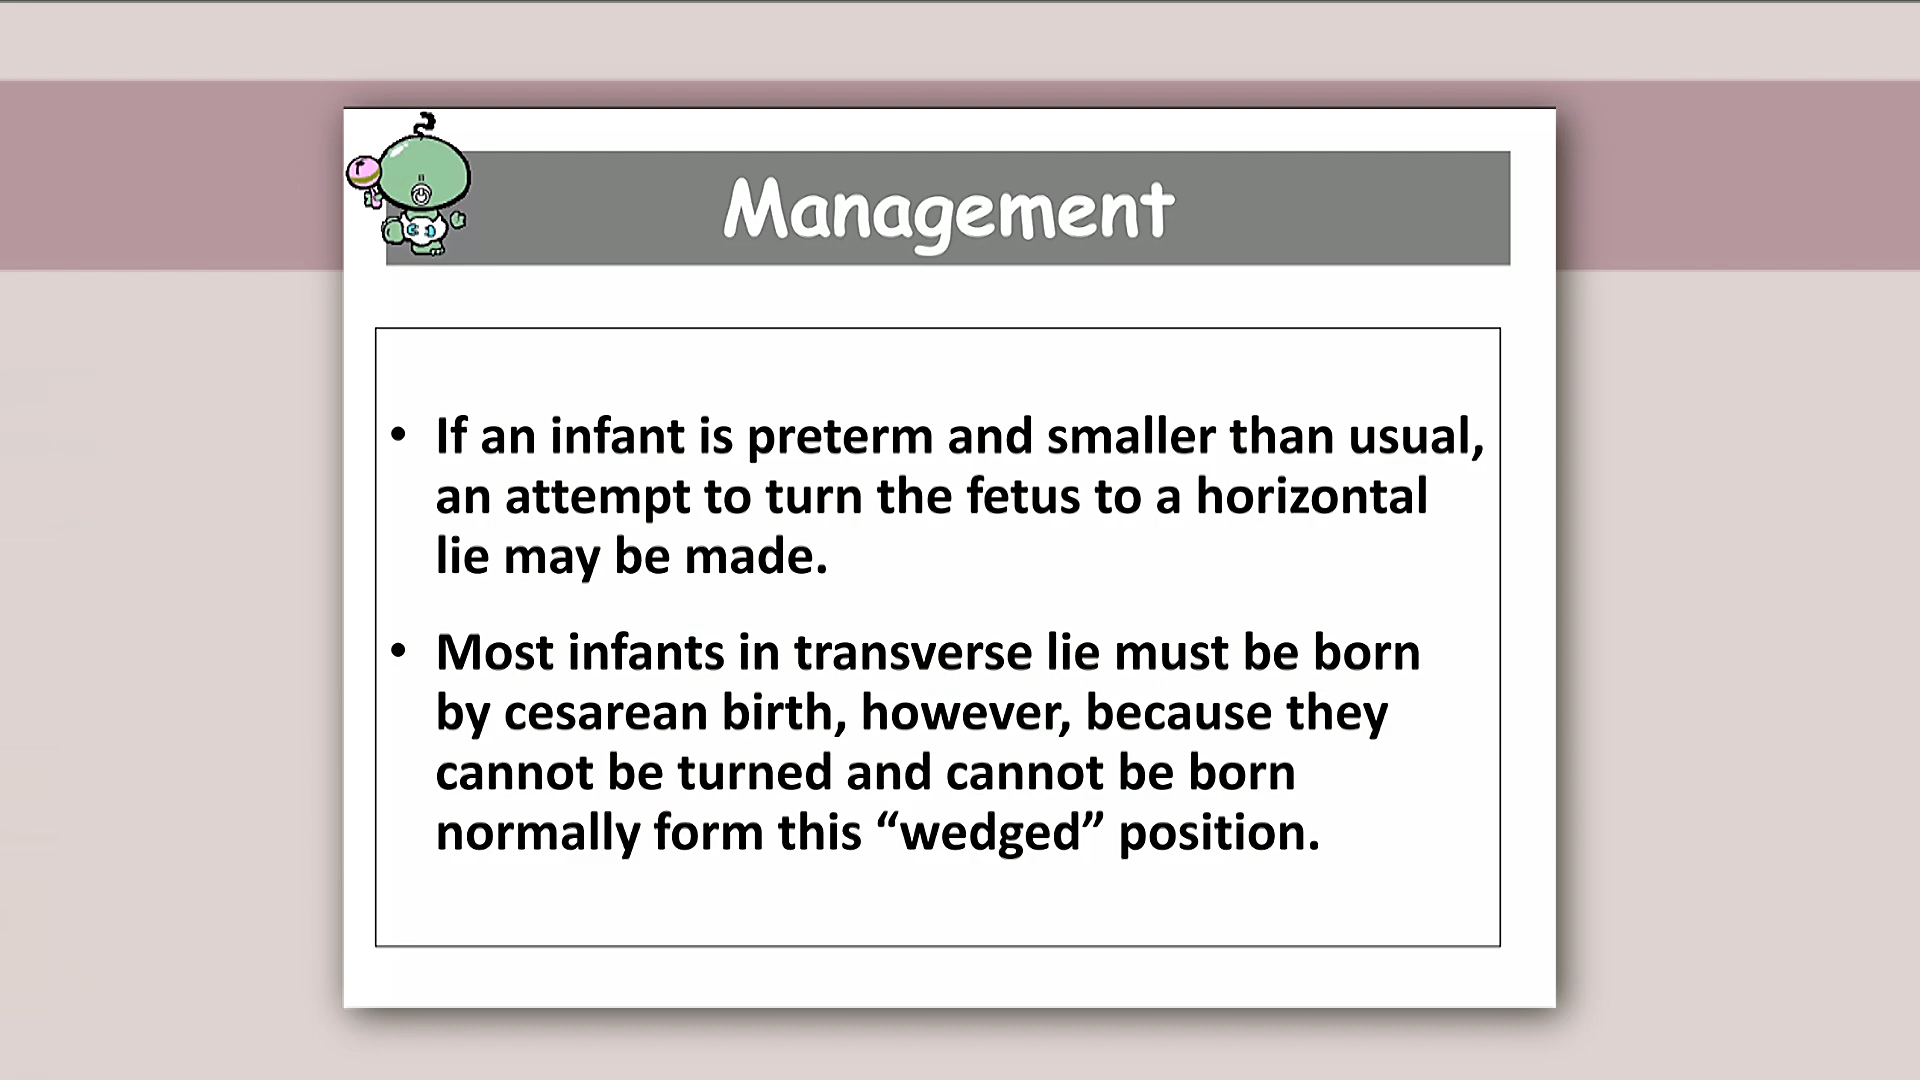 Management
• If an infant is preterm and smaller than usual,
an attempt to turn the fetus to a horizontal
lie may be made.
• Most infants in transverse lie must be born
by cesarean birth, however, because they
cannot be turned and cannot be born
normally form this “wedged” position.